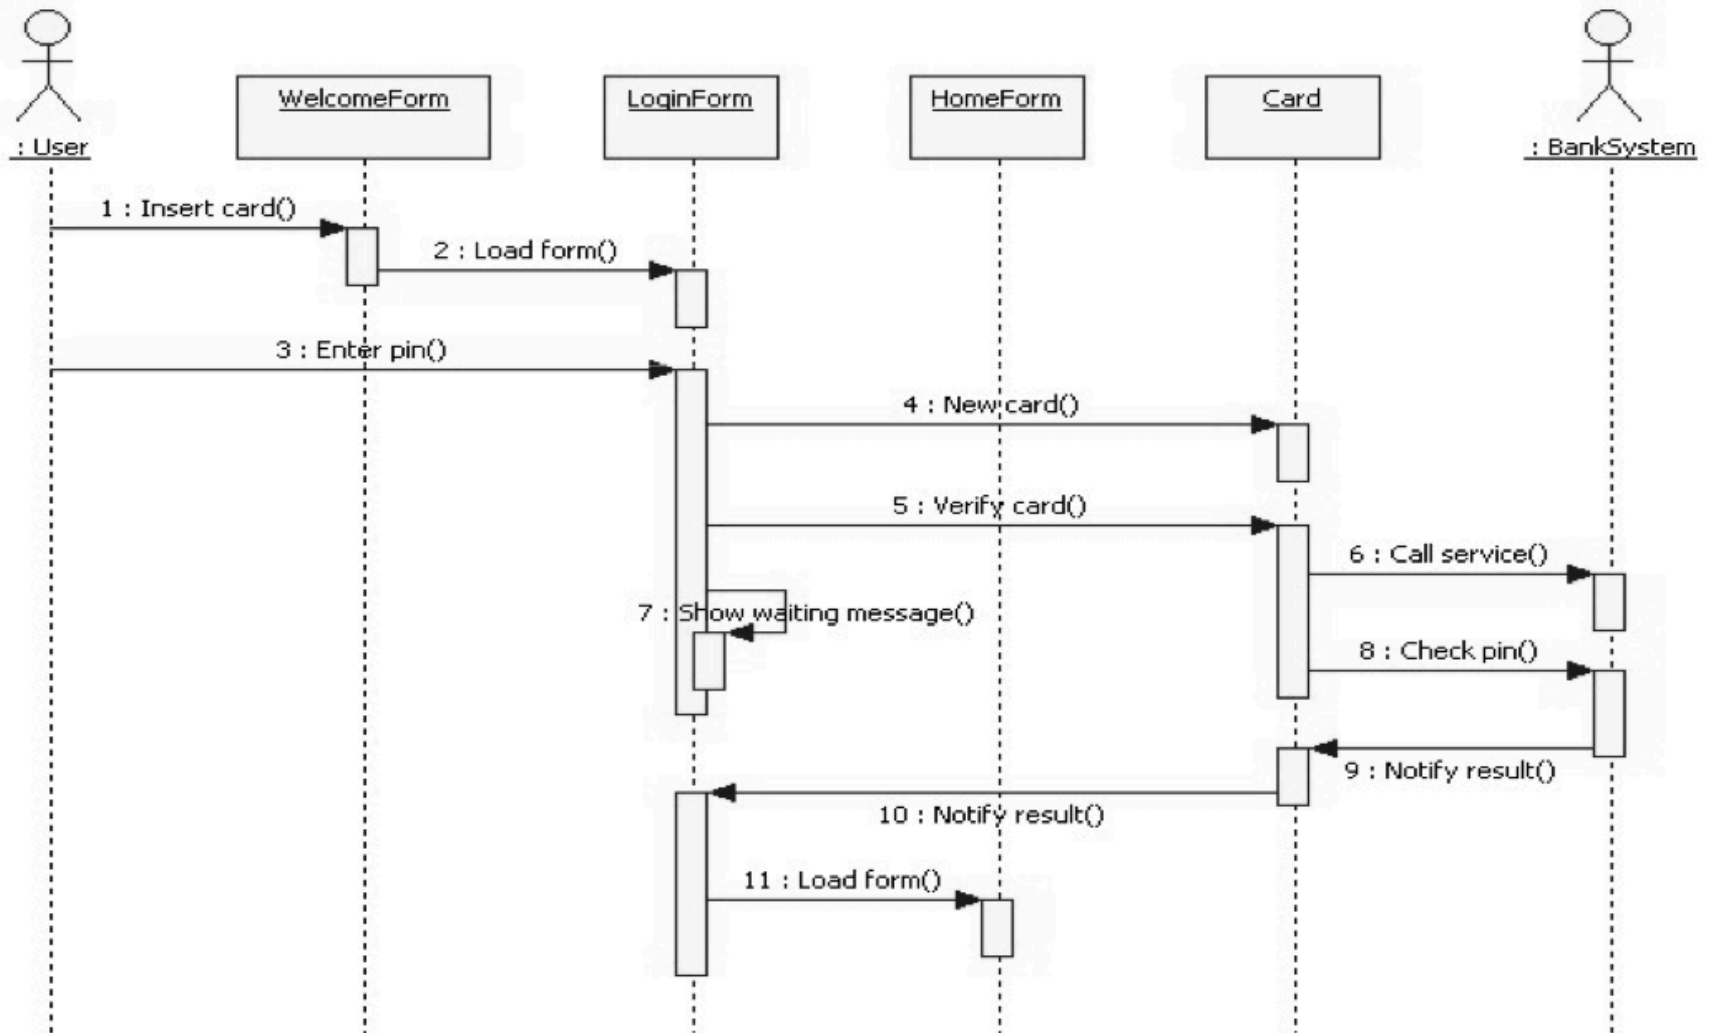 WelcomeForm
LoginForm
HomeForm
Card
: User
: BankSystem
1 : Insert card()
2 : Load form()
3 : Enter pin()
4 : New card()
5 : Verify card()
6 : Call service()
7 : Show waiting message()
8 : Check pin()
9 : Notify result()
10 : Notify result()
11 : Load form()